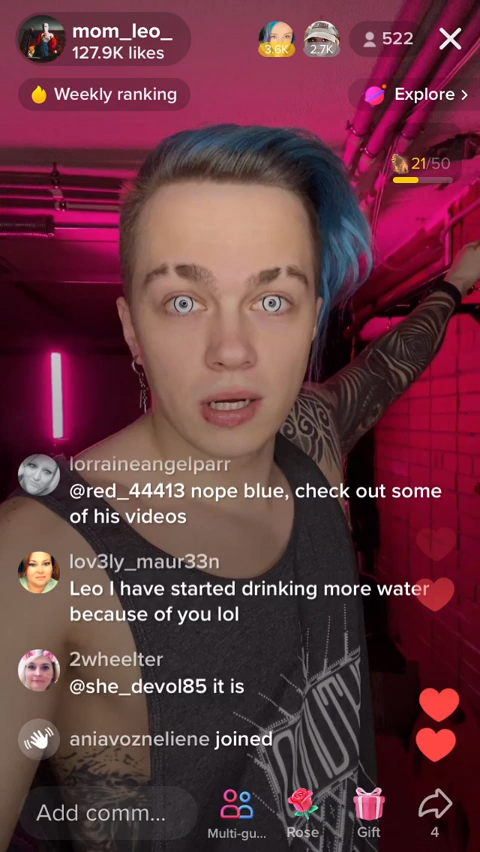 mom_leo_
127.9K likes
3.6K
2.7K
522
Weekly ranking
Explore >
21/50
lorraineangelparr
@red_44413 nope blue, check out some
of his videos
lov3ly_maur33n
Leo I have started drinking more water
because of you lol
2wheelter
@she_devol85 it is
aniavozneliene joined
Add comm...
Multi-gu...
Rose
Gift
4